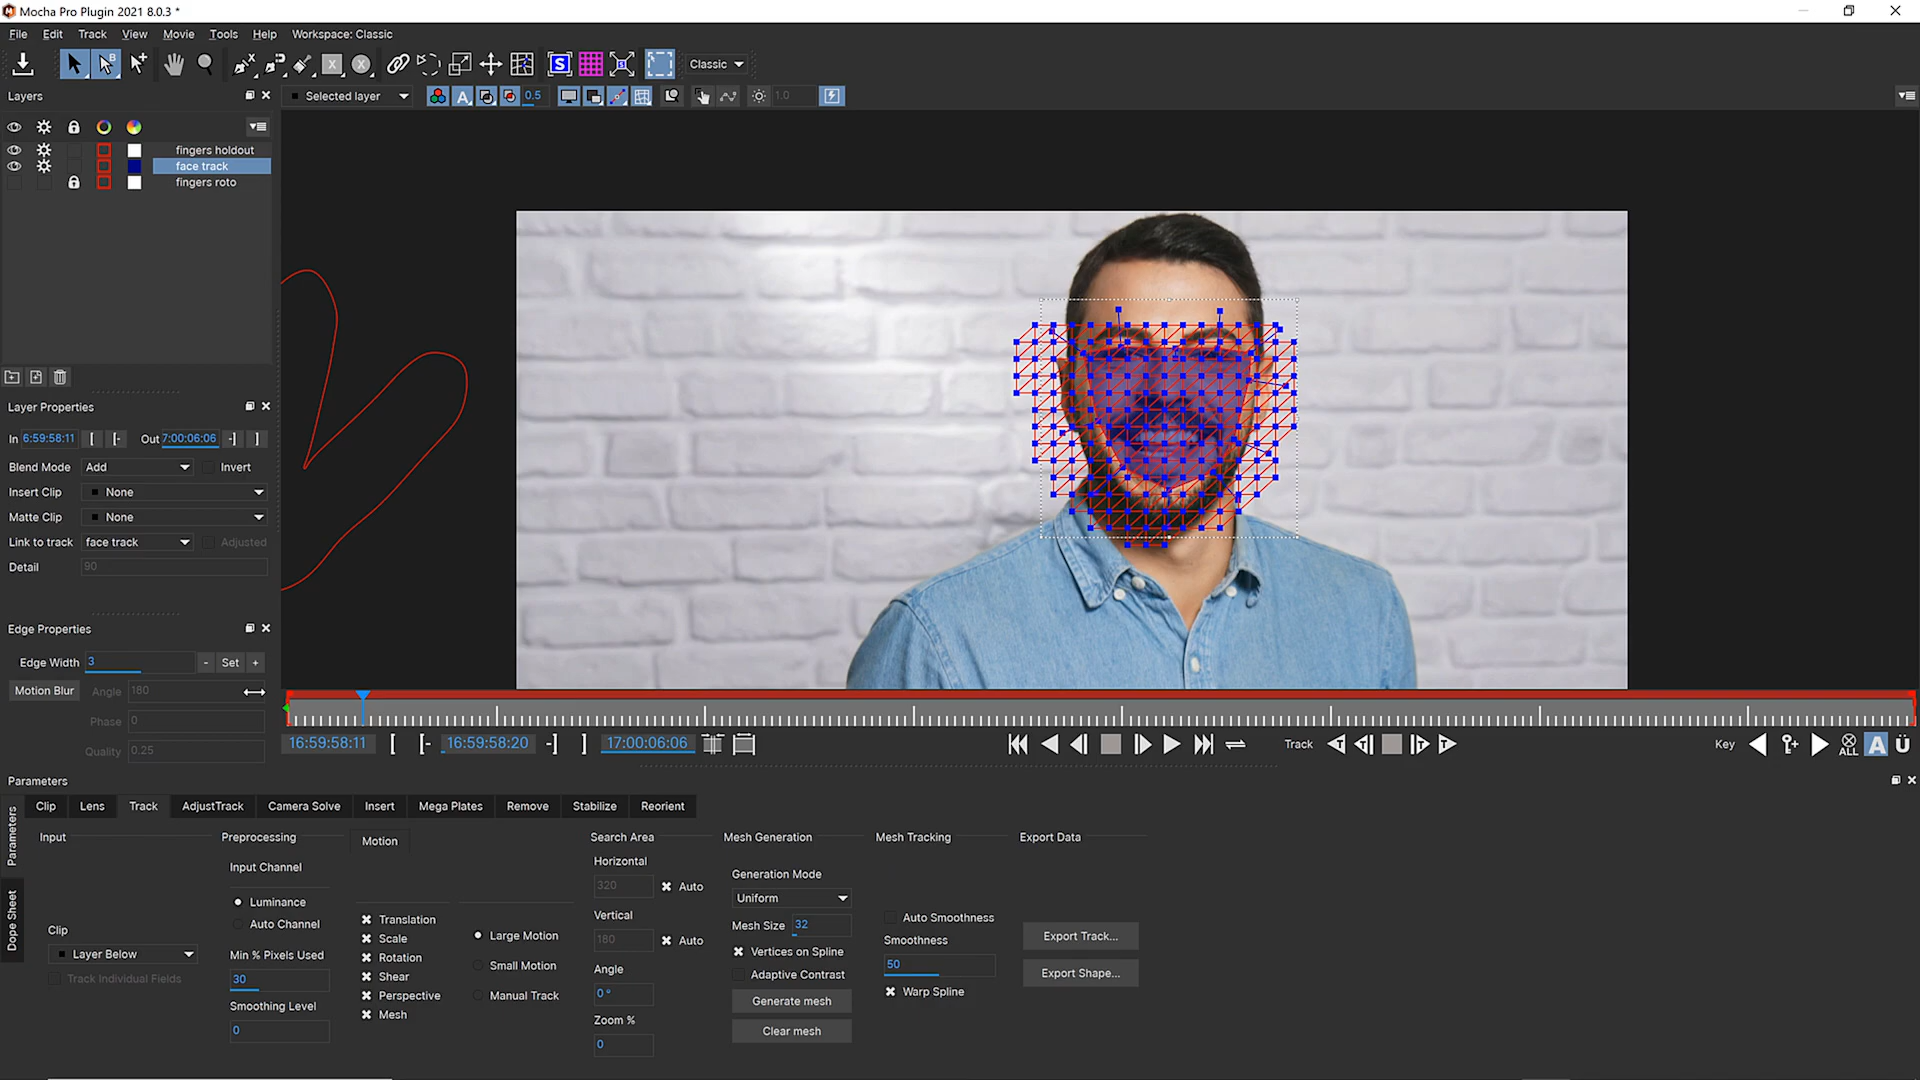 Mocha Pro Plugin 2021 8.0.3 *
File Edit Track View Movie Tools Help Workspace: Classic
S Classic
Layers Selected layer A 0.5 1.0
fingers holdout
face track
fingers roto
Layer Properties
In 6:59:58:11 [ [- Out 7:00:06:06 -] ]
Blend Mode Add Invert
Insert Clip None
Matte Clip None
Link to track face track Adjusted
Detail 90
Edge Properties
Edge Width 3 - Set +
Motion Blur Angle 180
Phase 0
Quality 0.25
16:59:58:11 [ [- 16:59:58:20 -] ] 17:00:06:06 Track T T T T Key ALL A Ü
Parameters
Parameters
Dope Sheet
Clip Lens Track AdjustTrack Camera Solve Insert Mega Plates Remove Stabilize Reorient
Input
Clip
Layer Below
Track Individual Fields
Preprocessing
Input Channel
Luminance
Auto Channel
Min % Pixels Used
30
Smoothing Level
0
Motion
Translation
Scale
Rotation
Shear
Perspective
Mesh
Large Motion
Small Motion
Manual Track
Search Area
Horizontal
320 Auto
Vertical
180 Auto
Angle
0 °
Zoom %
0
Mesh Generation
Generation Mode
Uniform
Mesh Size 32
Vertices on Spline
Adaptive Contrast
Generate mesh
Clear mesh
Mesh Tracking
Auto Smoothness
Smoothness
50
Warp Spline
Export Data
Export Track...
Export Shape...